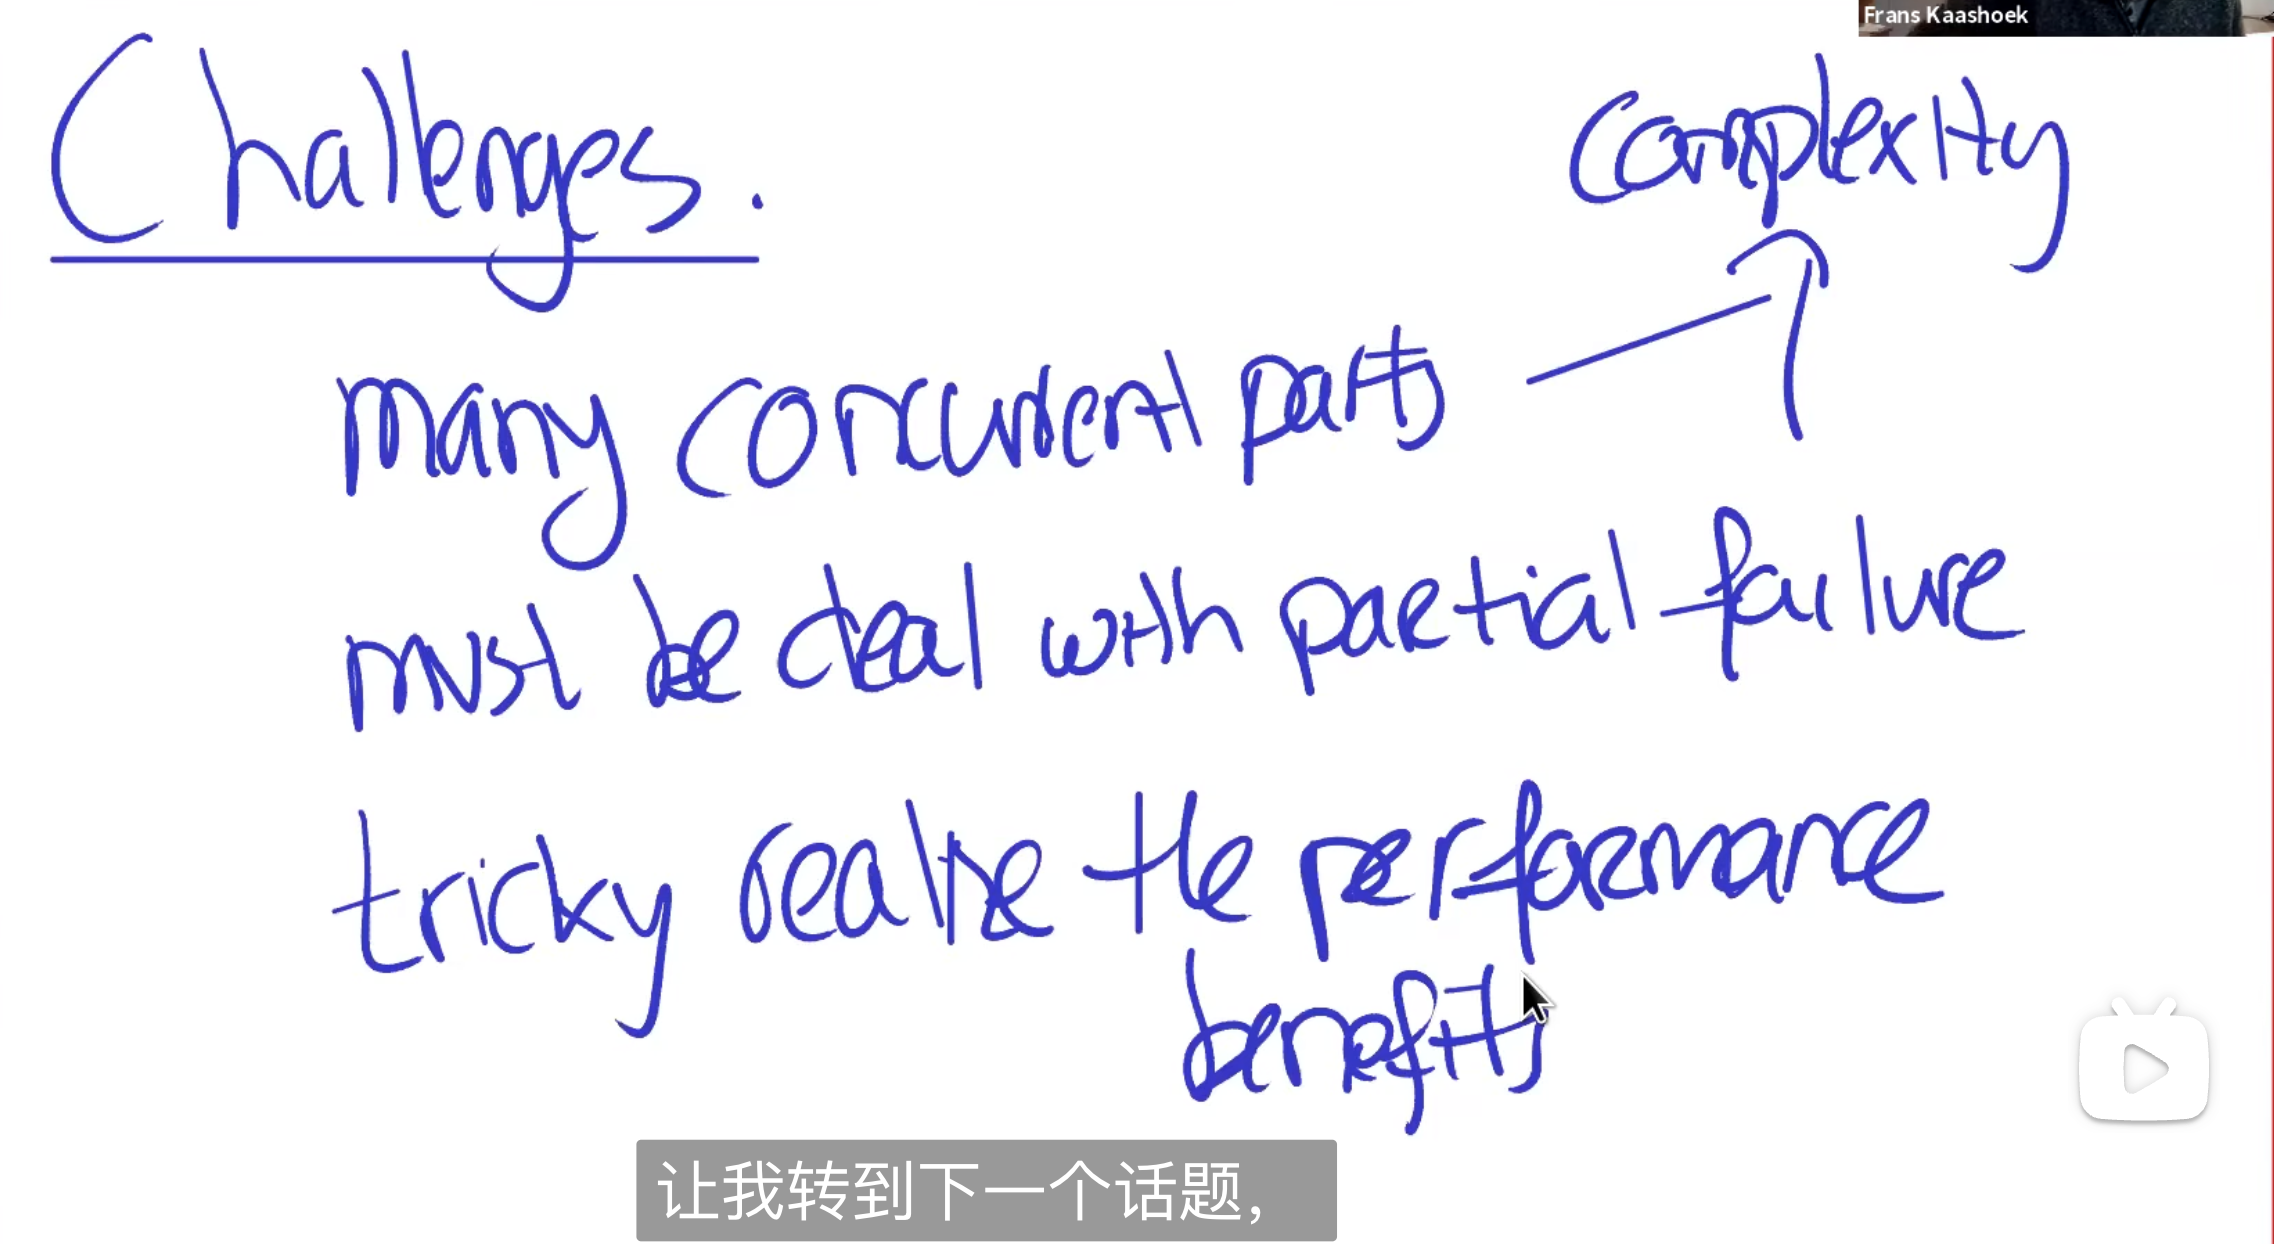 Frans Kaashoek
Challenges.
complexity
many concurrent parts
must be deal with partial failure
tricky realize the performance
benefits
让我转到下一个话题，